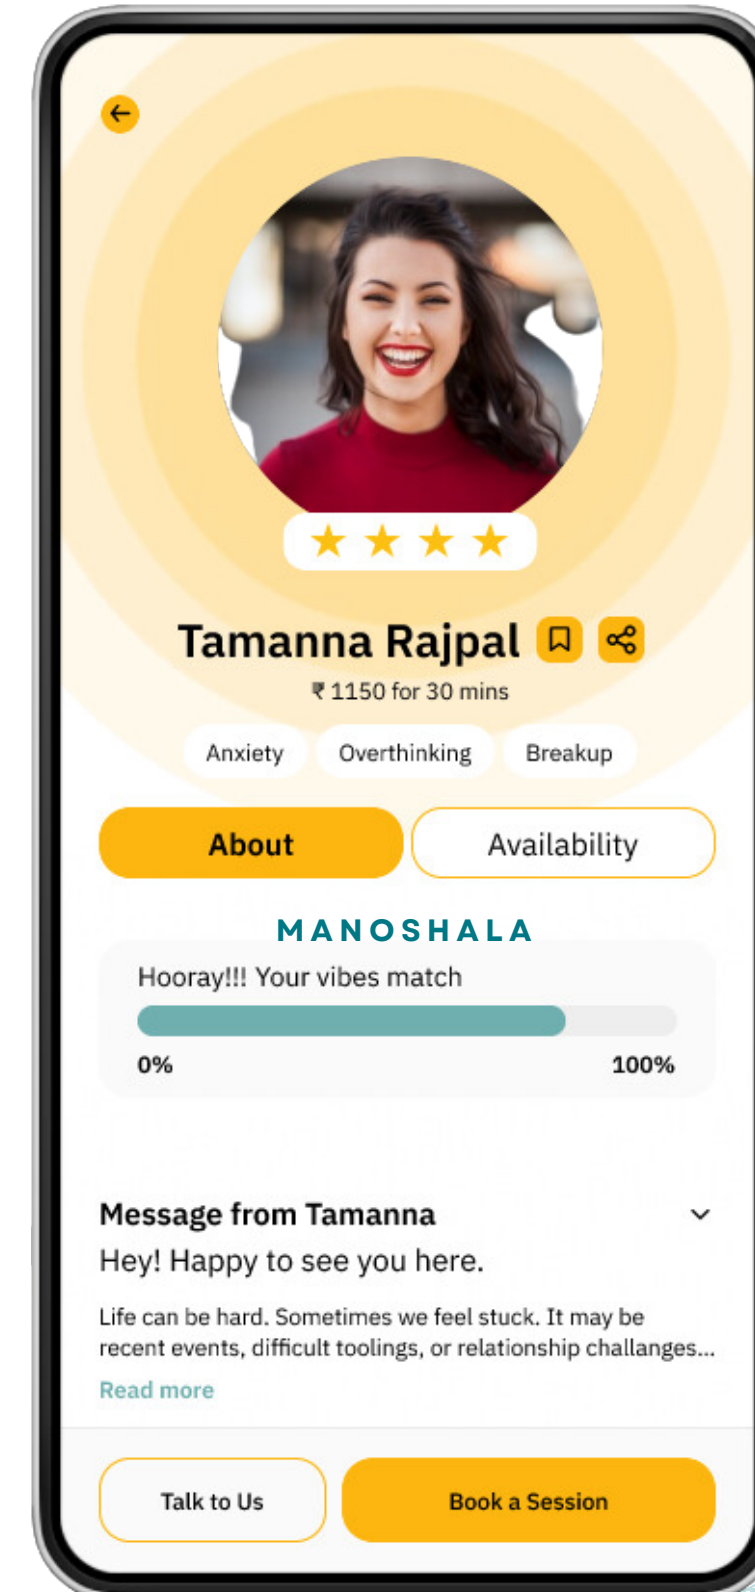 Tamanna Rajpal
₹ 1150 for 30 mins
Anxiety Overthinking Breakup
About Availability
MANOSHALA
Hooray!!! Your vibes match
0% 100%
Message from Tamanna
Hey! Happy to see you here.
Life can be hard. Sometimes we feel stuck. It may be
recent events, difficult toolings, or relationship challanges...
Read more
Talk to Us Book a Session